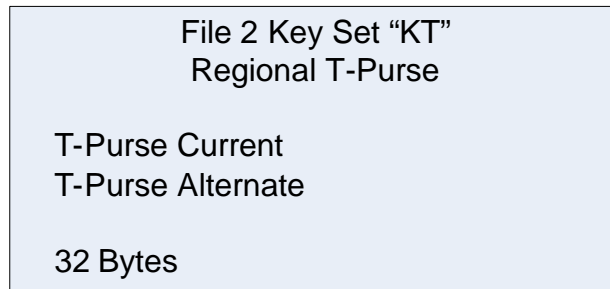 File 2 Key Set “KT”
Regional T-Purse
T-Purse Current
T-Purse Alternate
32 Bytes